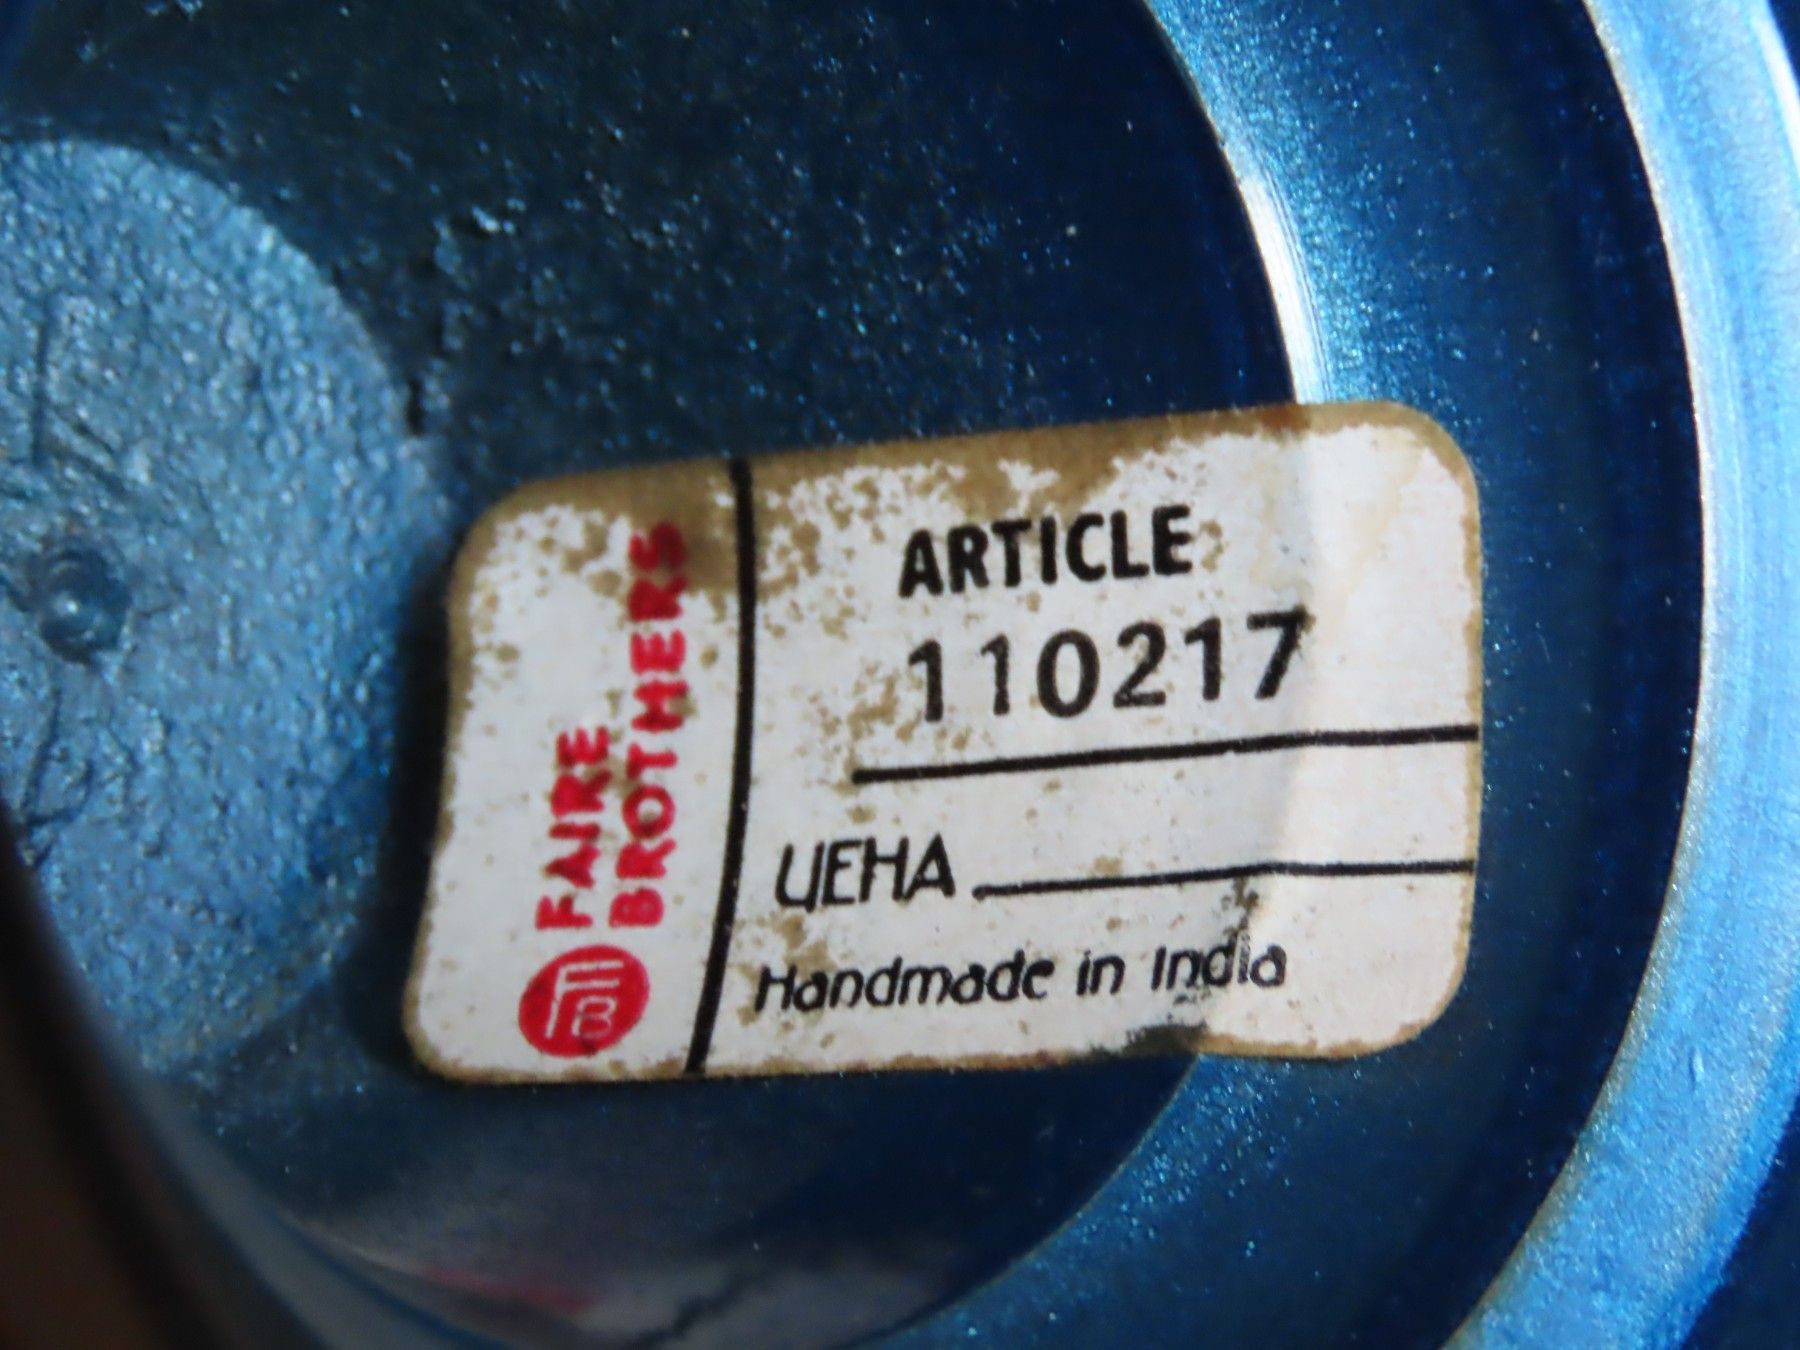 FAIRE
BROTHERS
FB
ARTICLE
110217
ЦЕНА
Handmade in India